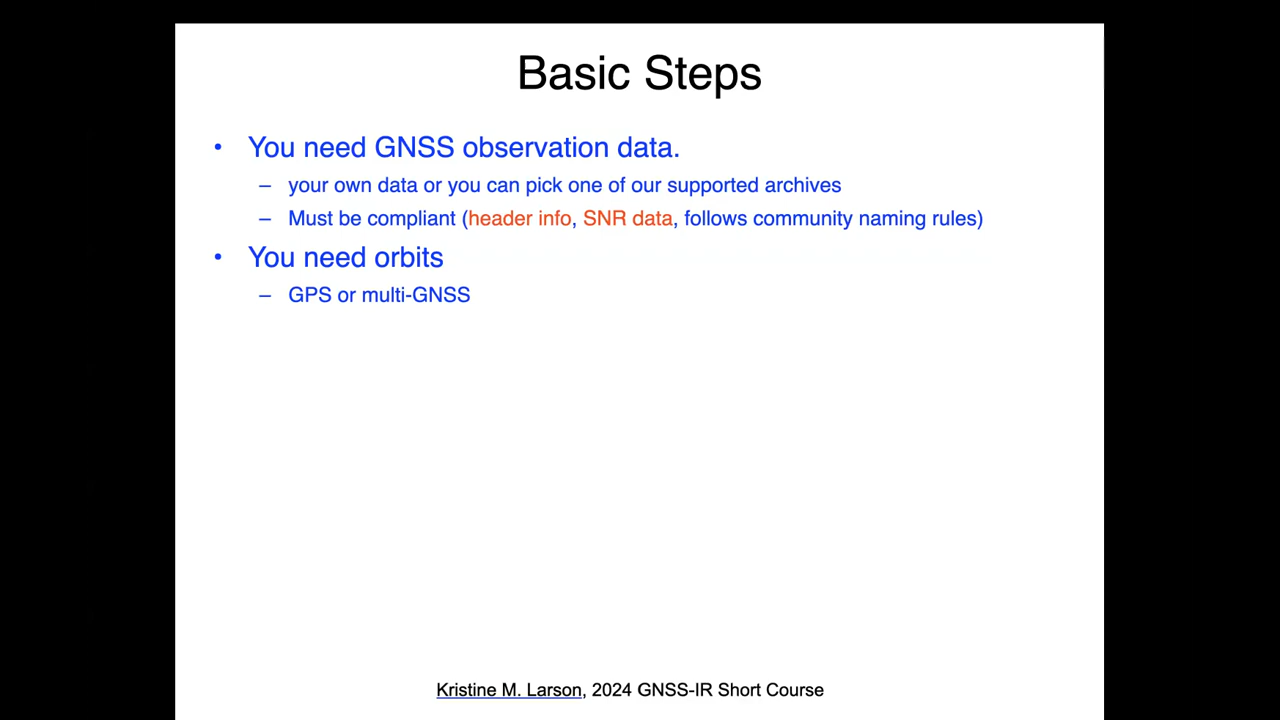 Basic Steps
• You need GNSS observation data.
– your own data or you can pick one of our supported archives
– Must be compliant (header info, SNR data, follows community naming rules)
• You need orbits
– GPS or multi-GNSS
Kristine M. Larson, 2024 GNSS-IR Short Course